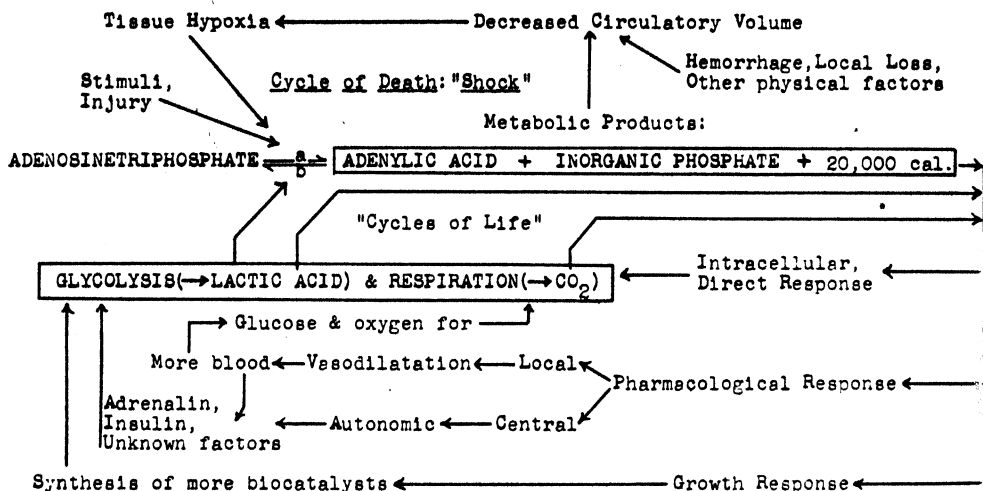 Tissue Hypoxia
Decreased Circulatory Volume
Stimuli,
Injury
Cycle of Death: "Shock"
Hemorrhage, Local Loss,
Other physical factors
Metabolic Products:
ADENOSINETRIPHOSPHATE a b ADENYLIC ACID + INORGANIC PHOSPHATE + 20,000 cal.
"Cycles of Life"
GLYCOLYSIS(→LACTIC ACID) & RESPIRATION(→CO2)
Intracellular,
Direct Response
Glucose & oxygen for
More blood Vasodilatation Local
Pharmacological Response
Adrenalin,
Insulin,
Unknown factors
Autonomic Central
Synthesis of more biocatalysts Growth Response